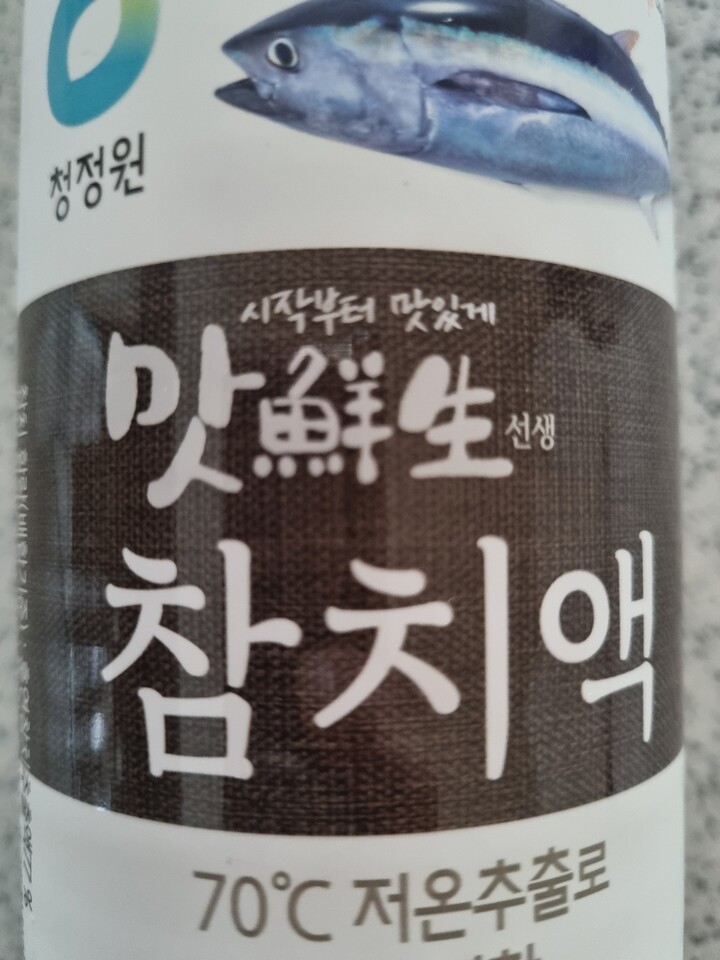 청정원
시작부터 맛있게
맛鮮生 선생
참치액
70℃ 저온추출로